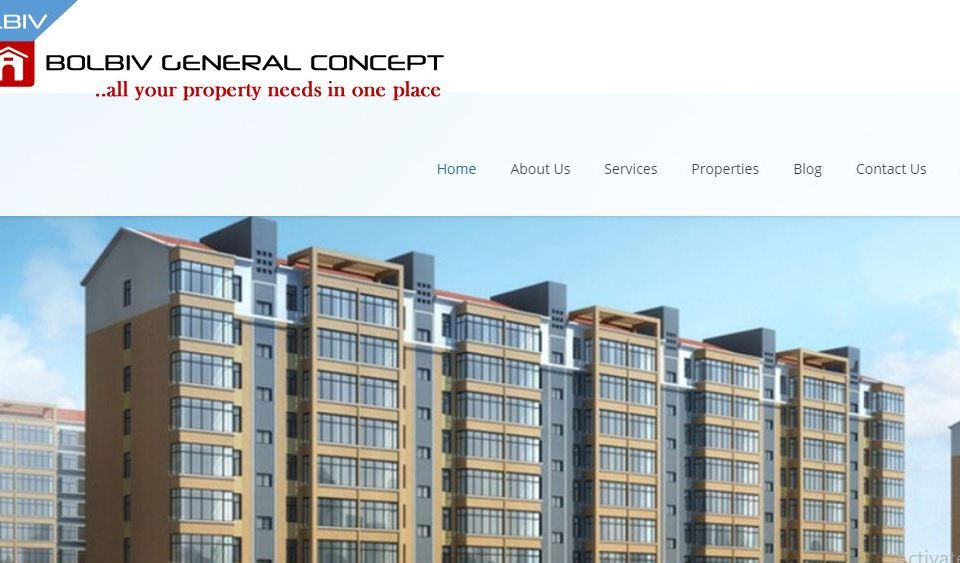 LBIV
BOLBIV GENERAL CONCEPT
..all your property needs in one place
Home About Us Services Properties Blog Contact Us
Activate